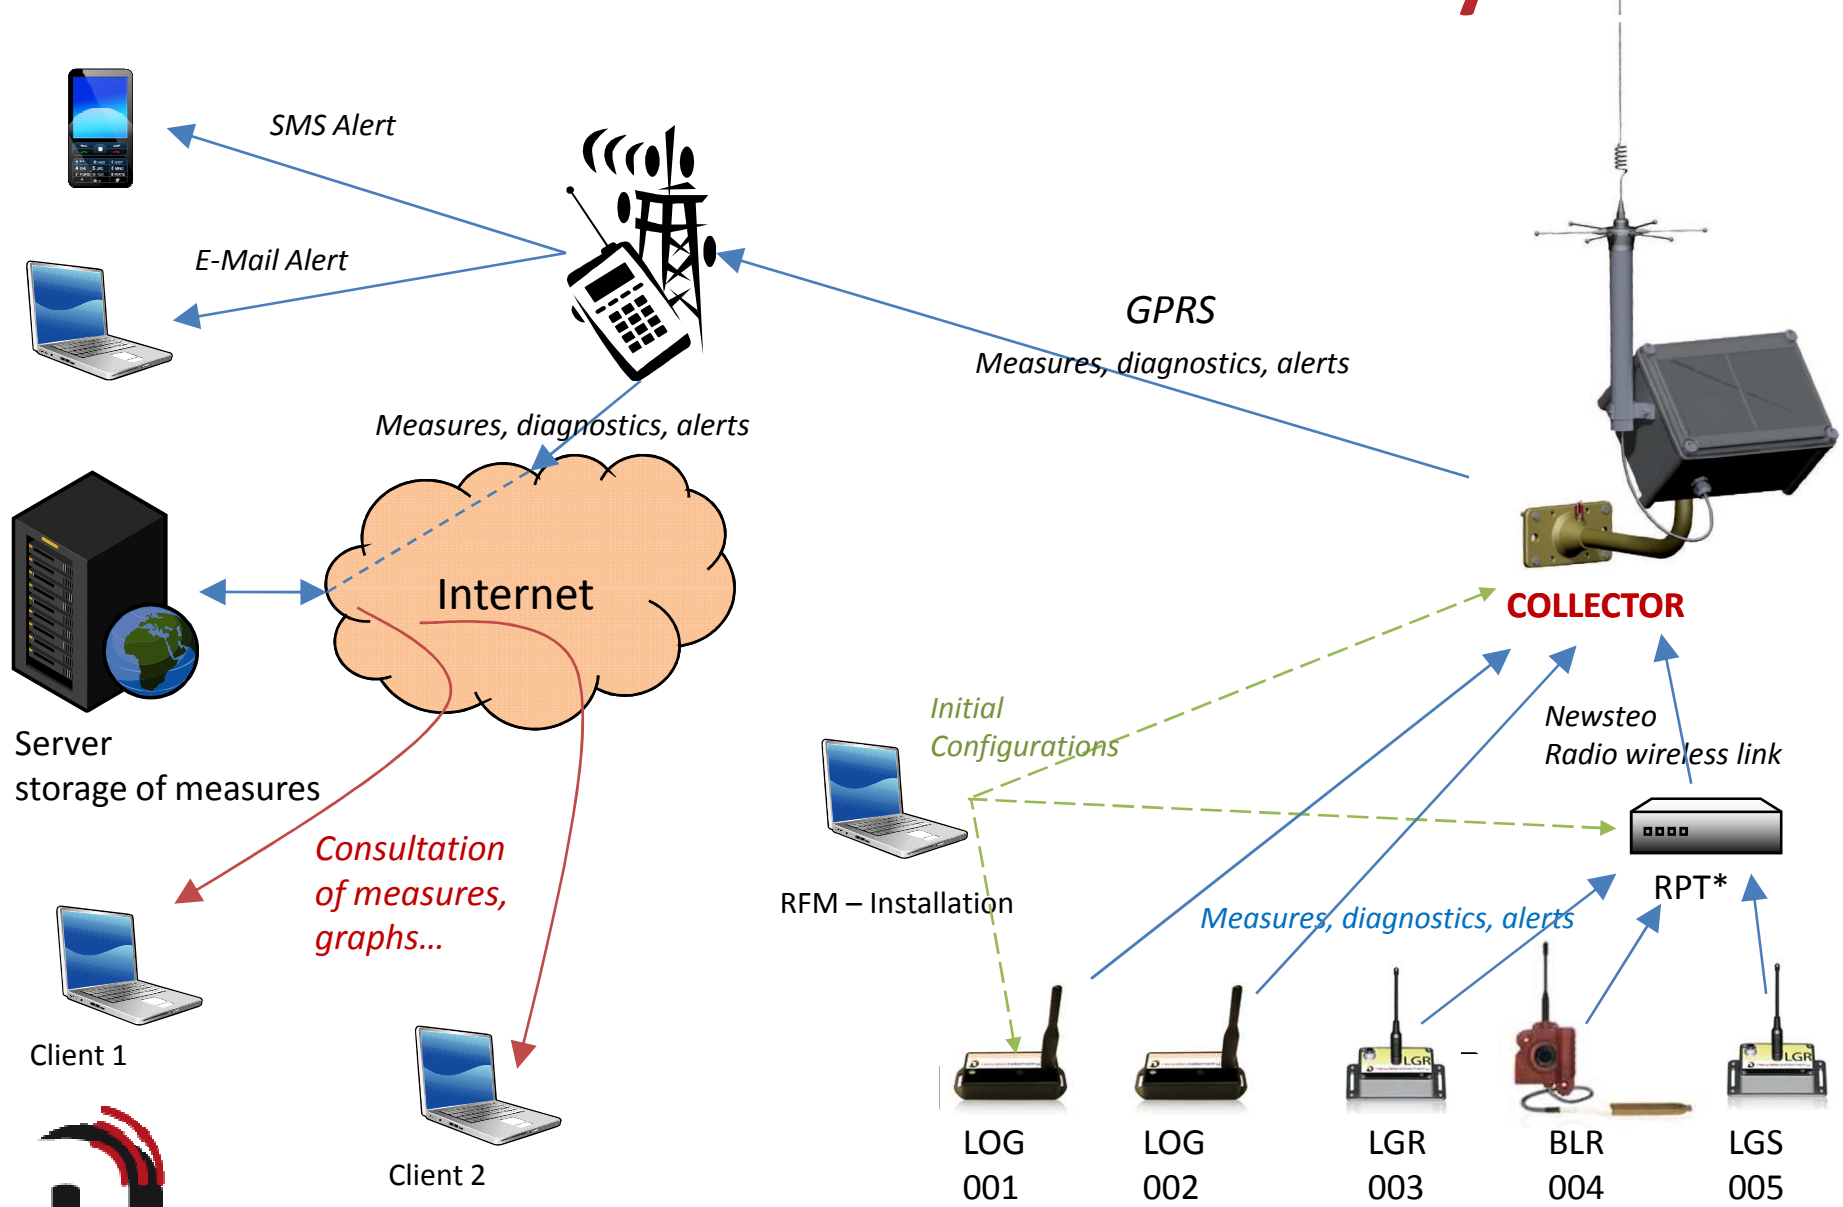 SMS Alert
E-Mail Alert
GPRS
Measures, diagnostics, alerts
Measures, diagnostics, alerts
Internet
COLLECTOR
Initial
Configurations
Newsteo
Radio wireless link
Server
storage of measures
Consultation
of measures,
graphs...
RFM – Installation
RPT*
Measures, diagnostics, alerts
Client 1
Client 2
LGR
–
LGR
LOG
001
LOG
002
LGR
003
BLR
004
LGS
005